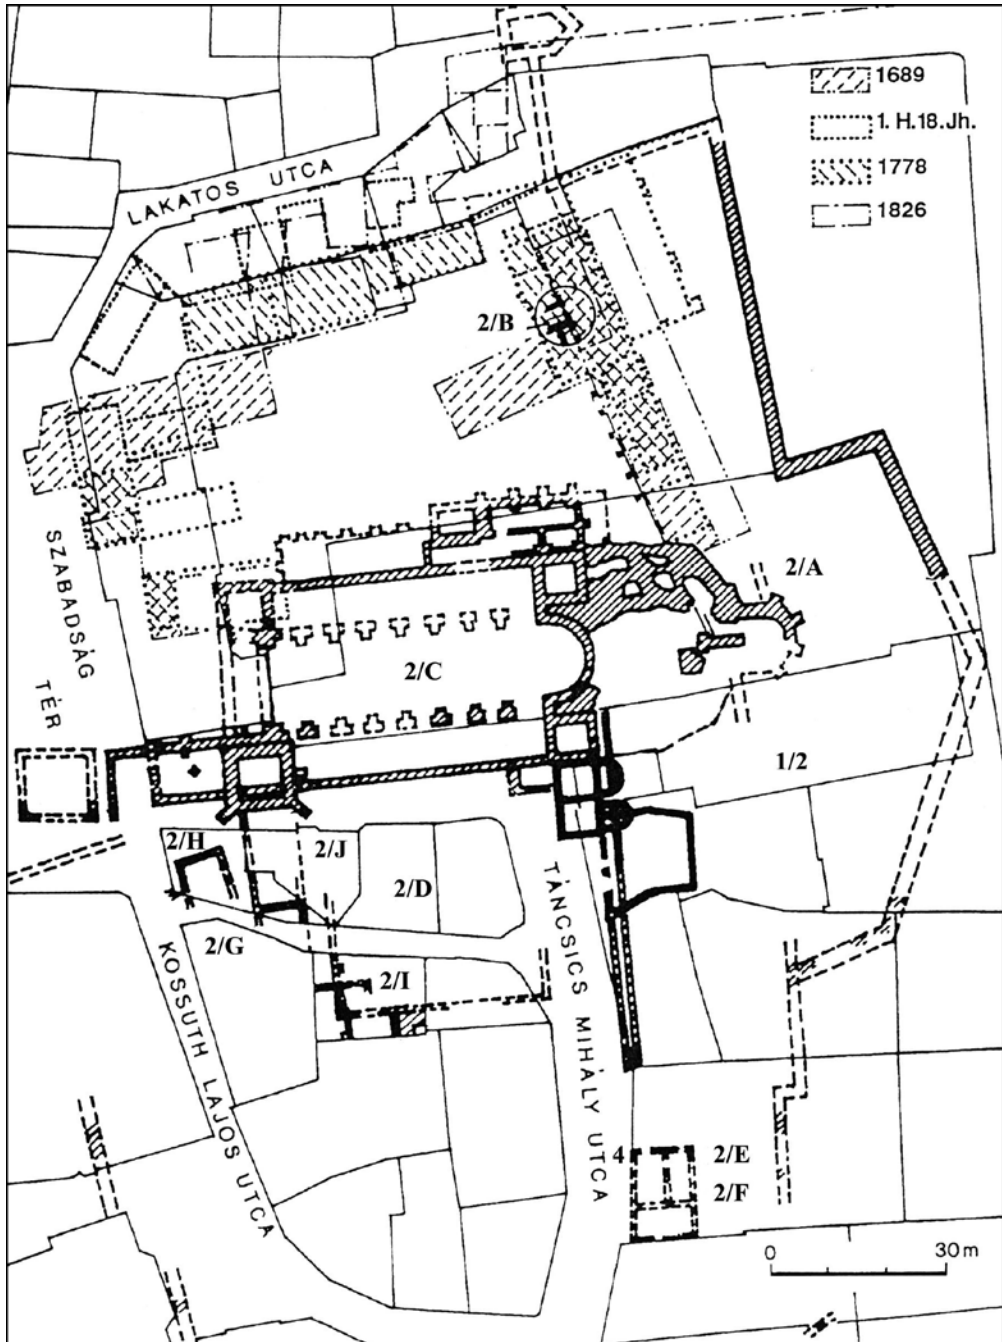 1689
1. H. 18. Jh.
1778
1826
LAKATOS UTCA
2/B
SZABADSÁG TÉR
2/A
2/C
1/2
2/H
2/J
2/D
2/G
2/I
KOSSUTH LAJOS UTCA
TÁNCSICS MIHÁLY UTCA
4
2/E
2/F
0 30 m